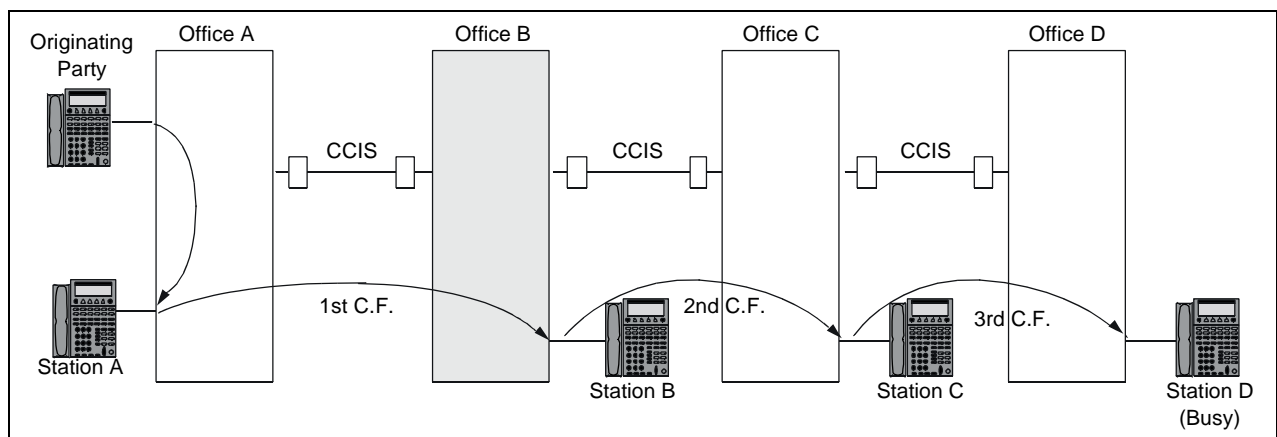 Originating
Party
Office A
Office B
Office C
Office D
CCIS
CCIS
CCIS
1st C.F.
2nd C.F.
3rd C.F.
Station A
Station B
Station C
Station D
(Busy)